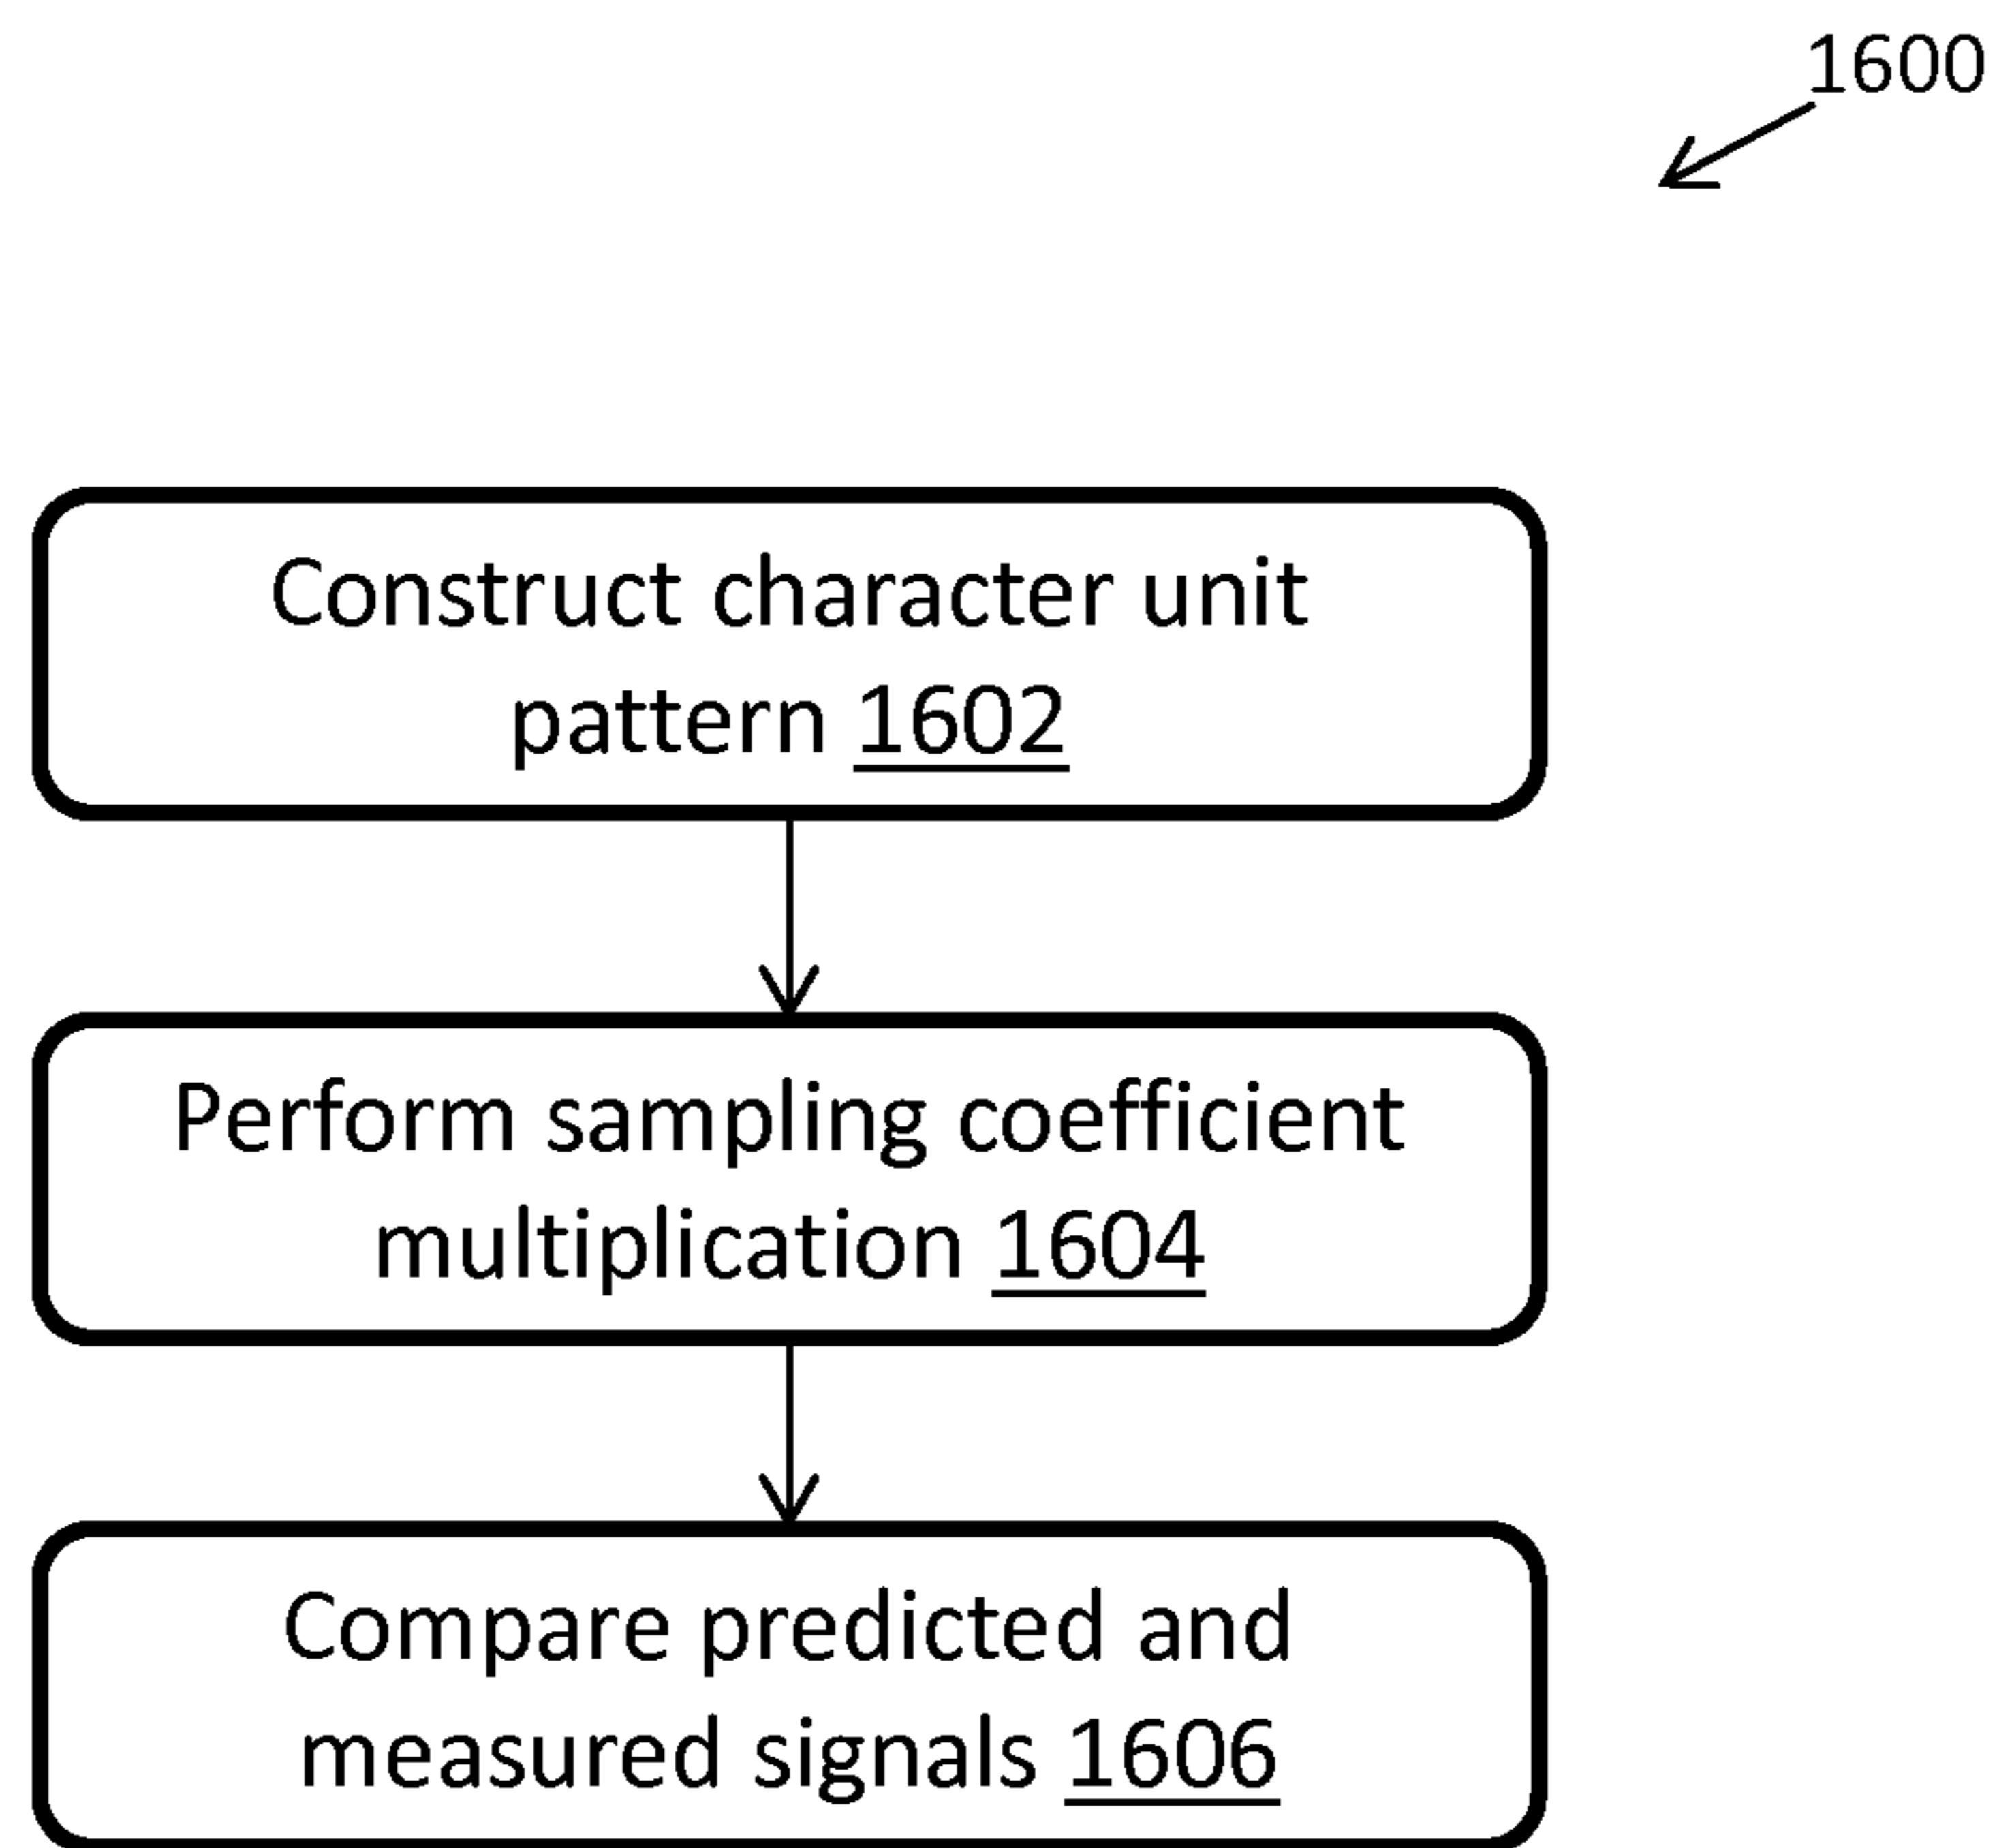 1600
Construct character unit
pattern 1602
Perform sampling coefficient
multiplication 1604
Compare predicted and
measured signals 1606